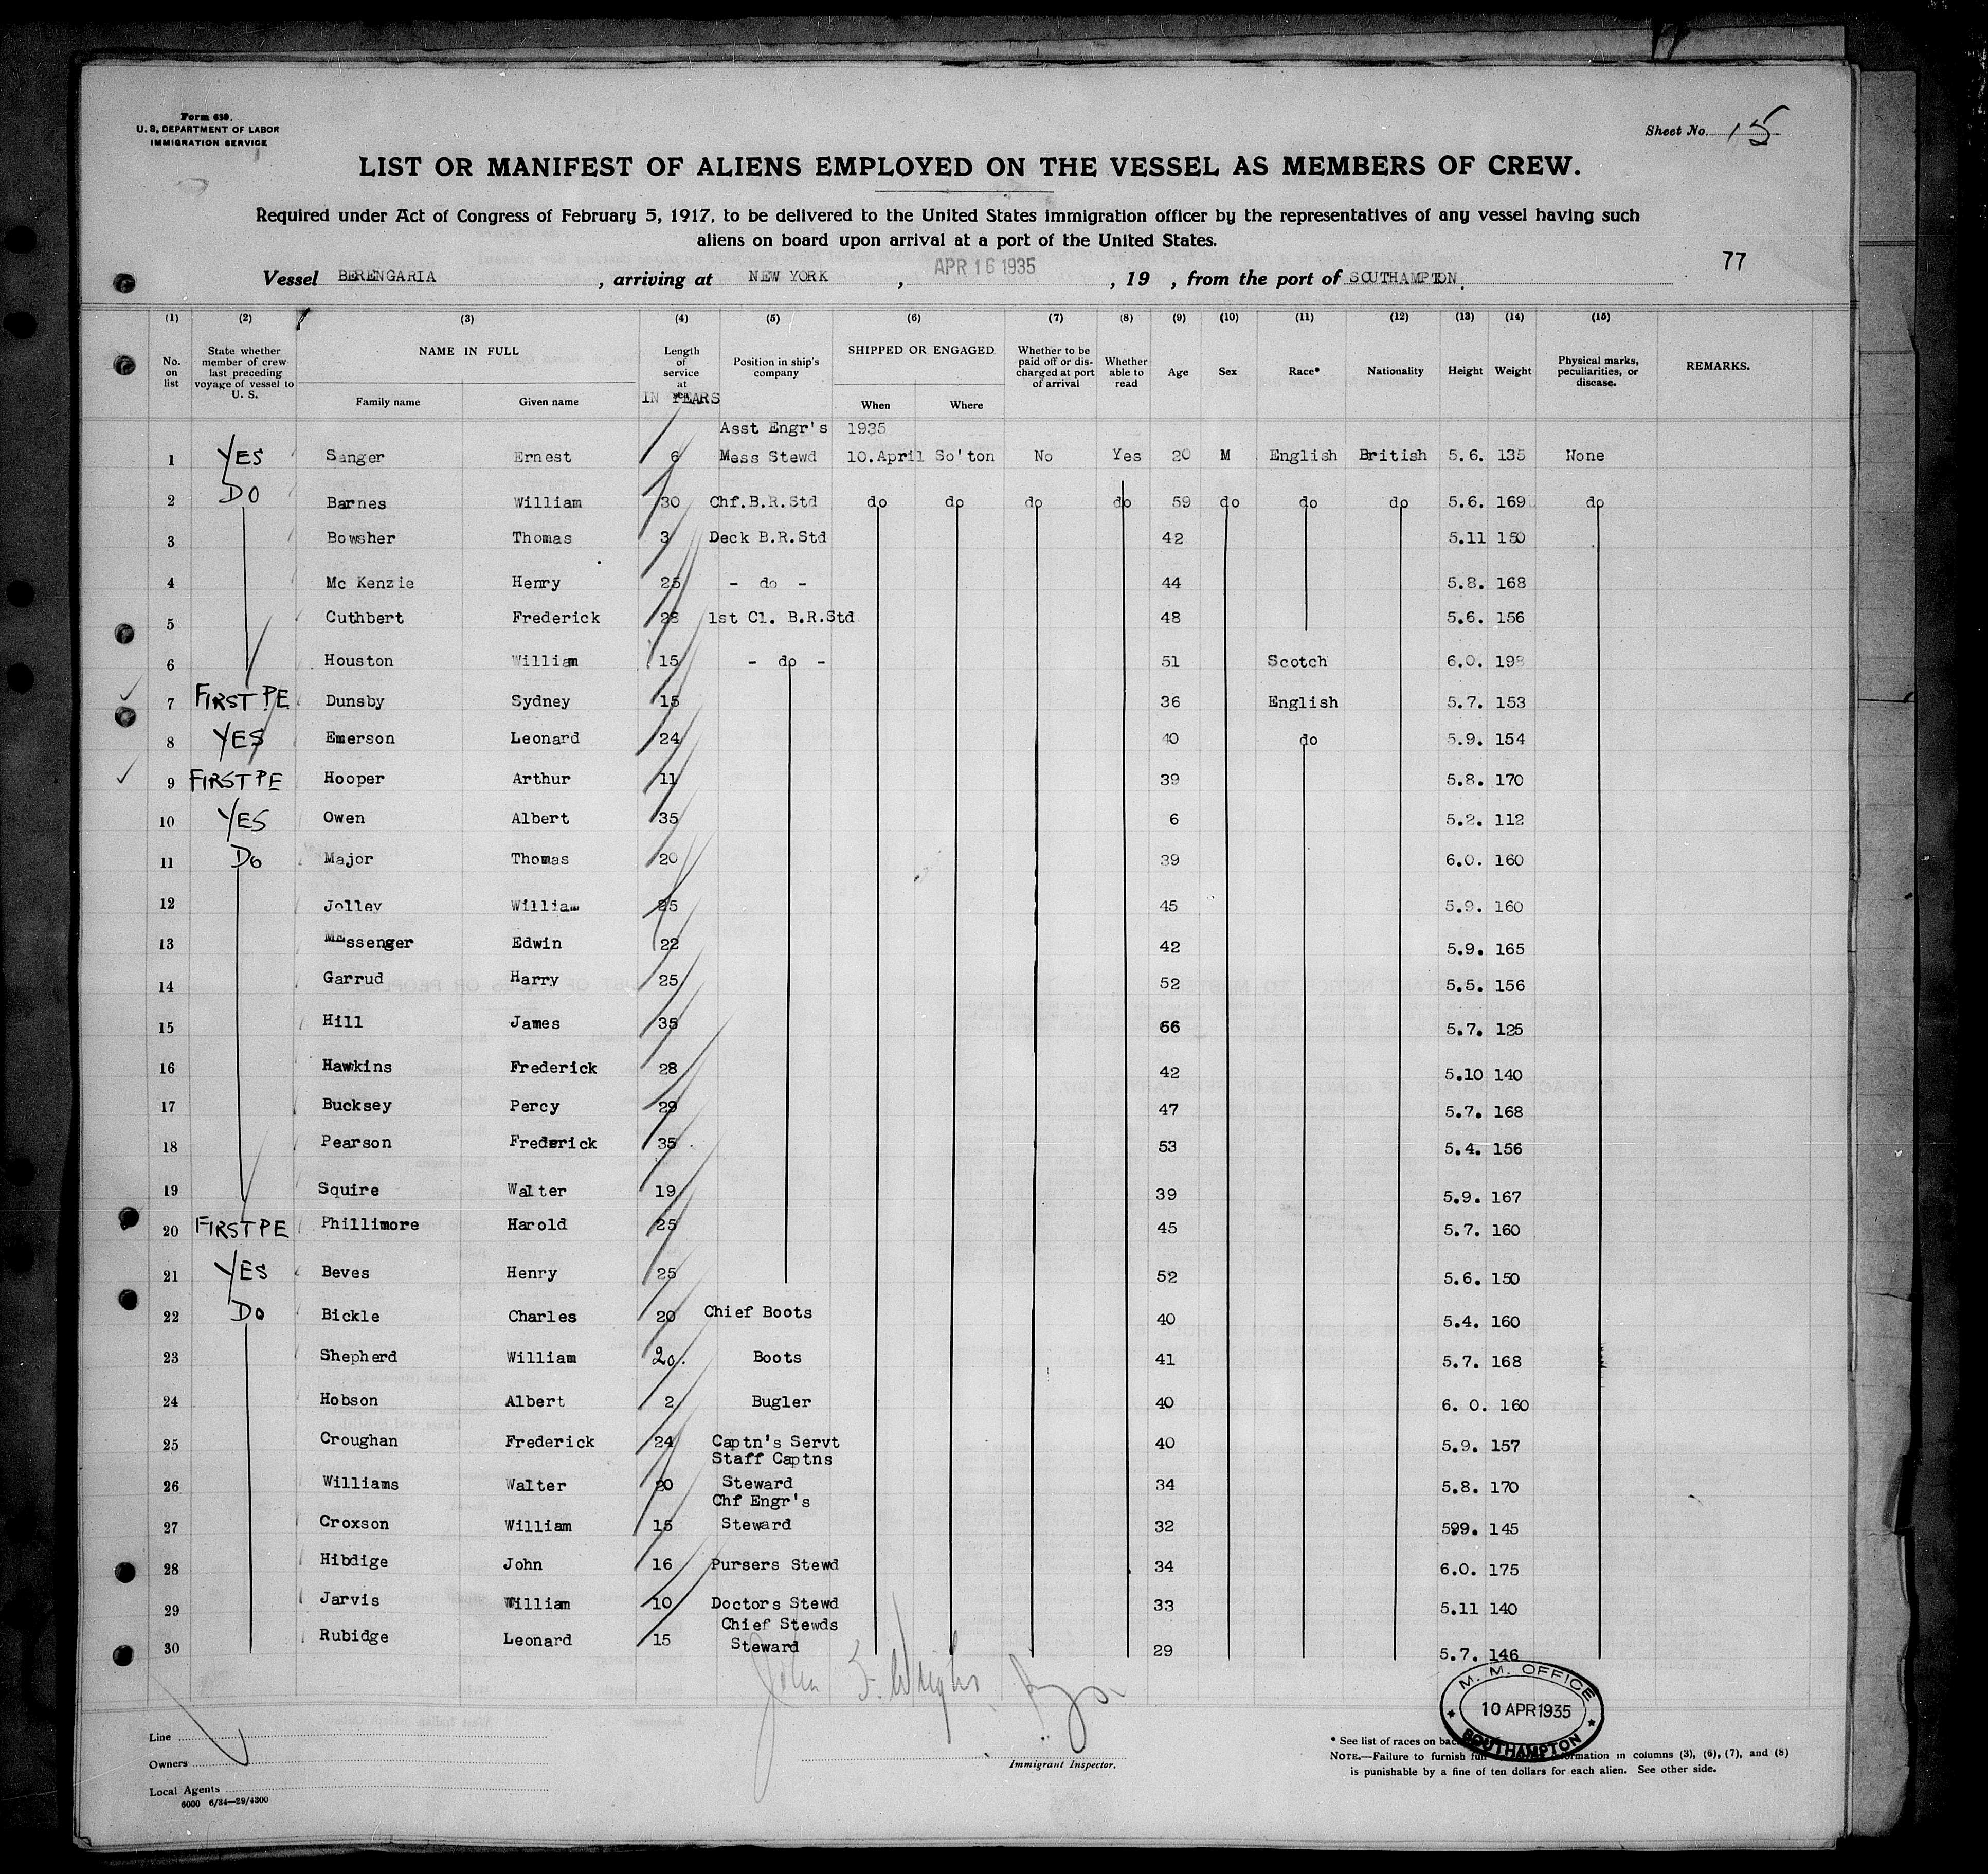 Form 630.
U. S. DEPARTMENT OF LABOR
IMMIGRATION SERVICE
Sheet No. 15
LIST OR MANIFEST OF ALIENS EMPLOYED ON THE VESSEL AS MEMBERS OF CREW.
Required under Act of Congress of February 5, 1917, to be delivered to the United States immigration officer by the representatives of any vessel having such
aliens on board upon arrival at a port of the United States.
77
Vessel BERENGARIA , arriving at NEW YORK , APR 16 1935 , 19 , from the port of SOUTHAMPTON.
(1) (2) (3) (4) (5) (6) (7) (8) (9) (10) (11) (12) (13) (14) (15)
No. on list State whether member of crew last preceding voyage of vessel to U. S. NAME IN FULL Family name Given name Length of service at sea IN YEARS Position in ship's company SHIPPED OR ENGAGED When Where Whether to be paid off or discharged at port of arrival Whether able to read Age Sex Race* Nationality Height Weight Physical marks, peculiarities, or disease. REMARKS.
Asst Engr's 1935
1 YES Sanger Ernest 6 Mess Stewd 10.April So'ton No Yes 20 M English British 5.6. 135 None
2 DO Barnes William 30 Chf.B.R.Std do do do do 59 do do do 5.6. 169 do
3 Bowsher Thomas 3 Deck B.R.Std 42 5.11 150
4 Mc Kenzie Henry 25 - do - 44 5.8. 168
5 Cuthbert Frederick 28 1st Cl. B.R.Std 48 5.6. 156
6 Houston William 15 - do - 51 Scotch 6.0. 198
7 FIRST PE Dunsby Sydney 15 36 English 5.7. 153
8 YES Emerson Leonard 24 40 do 5.9. 154
9 FIRST PE Hooper Arthur 11 39 5.8. 170
10 YES Owen Albert 35 6 5.2. 112
11 Do Major Thomas 20 39 6.0. 160
12 Jolley William 25 45 5.9. 160
13 Messenger Edwin 22 42 5.9. 165
14 Garrud Harry 25 52 5.5. 156
15 Hill James 35 66 5.7. 125
16 Hawkins Frederick 28 42 5.10 140
17 Bucksey Percy 29 47 5.7. 168
18 Pearson Frederick 35 53 5.4. 156
19 Squire Walter 19 39 5.9. 167
20 FIRST PE Phillimore Harold 25 45 5.7. 160
21 YES Beves Henry 25 52 5.6. 150
22 Do Bickle Charles 20 Chief Boots 40 5.4. 160
23 Shepherd William 20. Boots 41 5.7. 168
24 Hobson Albert 2 Bugler 40 6. 0. 160
25 Croughan Frederick 24 Captn's Servt 40 5.9. 157
Staff Captns
26 Williams Walter 20 Steward 34 5.8. 170
Chf Engr's
27 Croxson William 15 Steward 32 599. 145
28 Hibdige John 16 Pursers Stewd 34 6.0. 175
29 Jarvis William 10 Doctors Stewd 33 5.11 140
Chief Stewds
30 Rubidge Leonard 15 Steward 29 5.7. 146
M. M. OFFICE
10 APR 1935
SOUTHAMPTON
John F. Wright
Immigrant Inspector.
Line
Owners
Local Agents
6000 6/34—29/4300
* See list of races on back
NOTE.—Failure to furnish full information in columns (3), (6), (7), and (8)
is punishable by a fine of ten dollars for each alien. See other side.